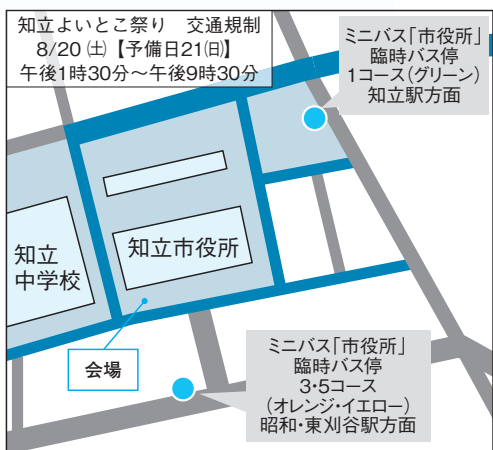 知立よいとこ祭り 交通規制
8/20㈯【予備日21㈰】
午後1時30分～午後9時30分
ミニバス「市役所」
臨時バス停
1コース(グリーン)
知立駅方面
知立
中学校
知立市役所
会場
ミニバス「市役所」
臨時バス停
3・5コース
(オレンジ・イエロー)
昭和・東刈谷駅方面